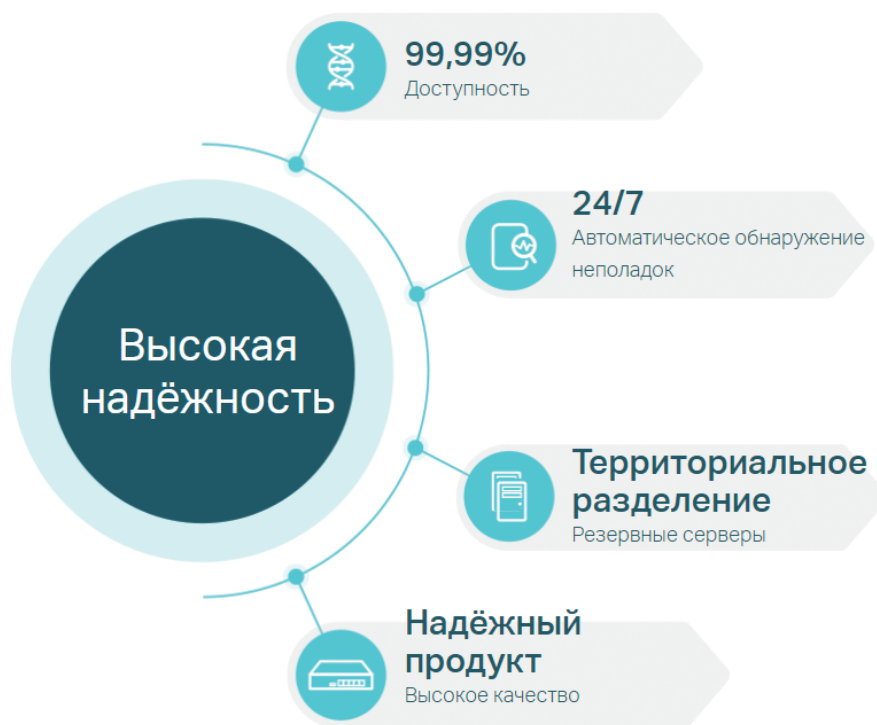 99,99%
Доступность
24/7
Автоматическое обнаружение
неполадок
Высокая
надёжность
Территориальное
разделение
Резервные серверы
Надёжный
продукт
Высокое качество